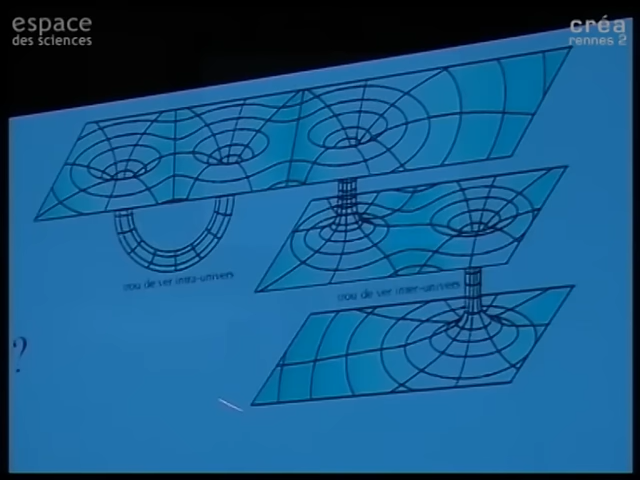 espace
des sciences
créa
rennes 2
trou de ver intra-univers
trou de ver inter-univers
?